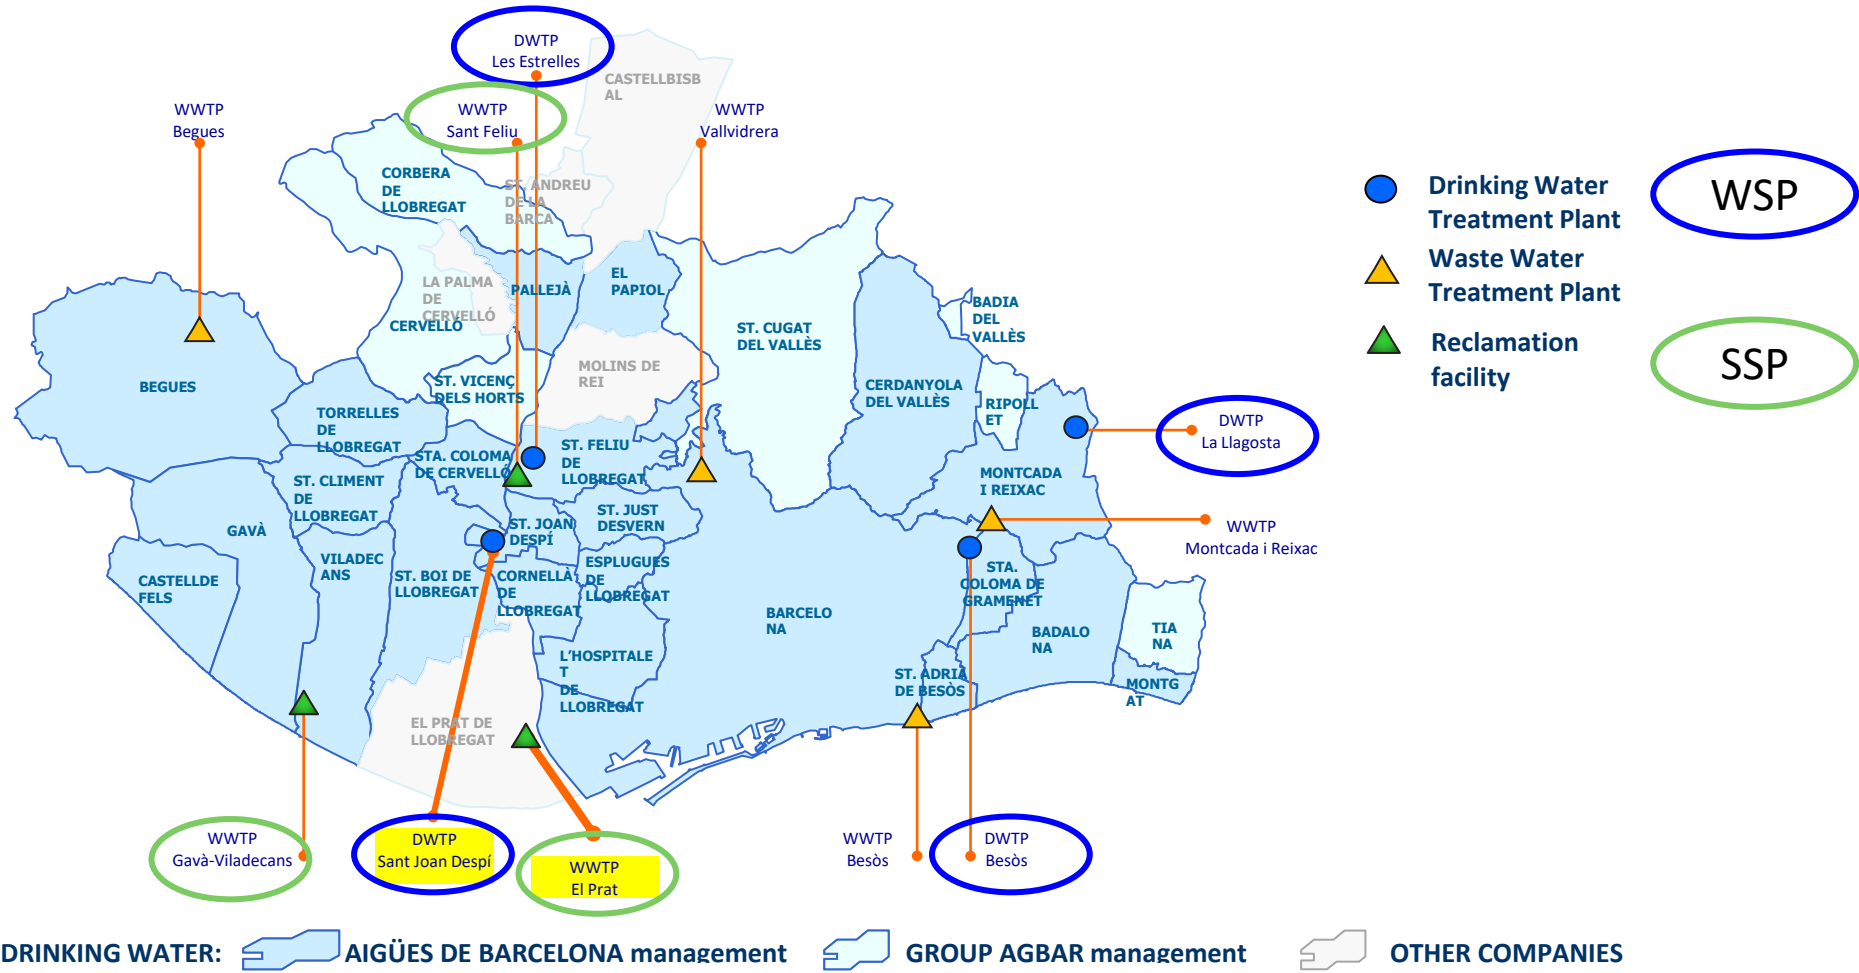 DWTP
Les Estrelles
WWTP
Sant Feliu
WWTP
Begues
WWTP
Vallvidrera
CASTELLBISB
AL
CORBERA
DE
LLOBREGAT
ST. ANDREU
DE LA
BARCA
LA PALMA
DE
CERVELLÓ
CERVELLÓ
PALLEJÀ
EL
PAPIOL
ST. CUGAT
DEL VALLÈS
BADIA
DEL
VALLÈS
MOLINS DE
REI
ST. VICENÇ
DELS HORTS
BEGUES
TORRELLES
DE
LLOBREGAT
CERDANYOLA
DEL VALLÈS
RIPOLL
ET
STA. COLOMA
DE CERVELLÓ
ST. FELIU
DE
LLOBREGAT
MONTCADA
I REIXAC
ST. CLIMENT
DE
LLOBREGAT
GAVÀ
ST. JOAN
DESPÍ
ST. JUST
DESVERN
VILADEC
ANS
CASTELLDE
FELS
ST. BOI DE
LLOBREGAT
CORNELLÀ
DE
LLOBREGAT
ESPLUGUES
DE
LLOBREGAT
STA.
COLOMA DE
GRAMENET
BARCELO
NA
BADALO
NA
TIA
NA
L'HOSPITALE
T
DE
LLOBREGAT
ST. ADRIÀ
DE BESÒS
MONTG
AT
EL PRAT DE
LLOBREGAT
DWTP
La Llagosta
WWTP
Montcada i Reixac
WWTP
Gavà-Viladecans
DWTP
Sant Joan Despí
WWTP
El Prat
WWTP
Besòs
DWTP
Besòs
Drinking Water
Treatment Plant
WSP
Waste Water
Treatment Plant
Reclamation
facility
SSP
DRINKING WATER:
AIGÜES DE BARCELONA management
GROUP AGBAR management
OTHER COMPANIES